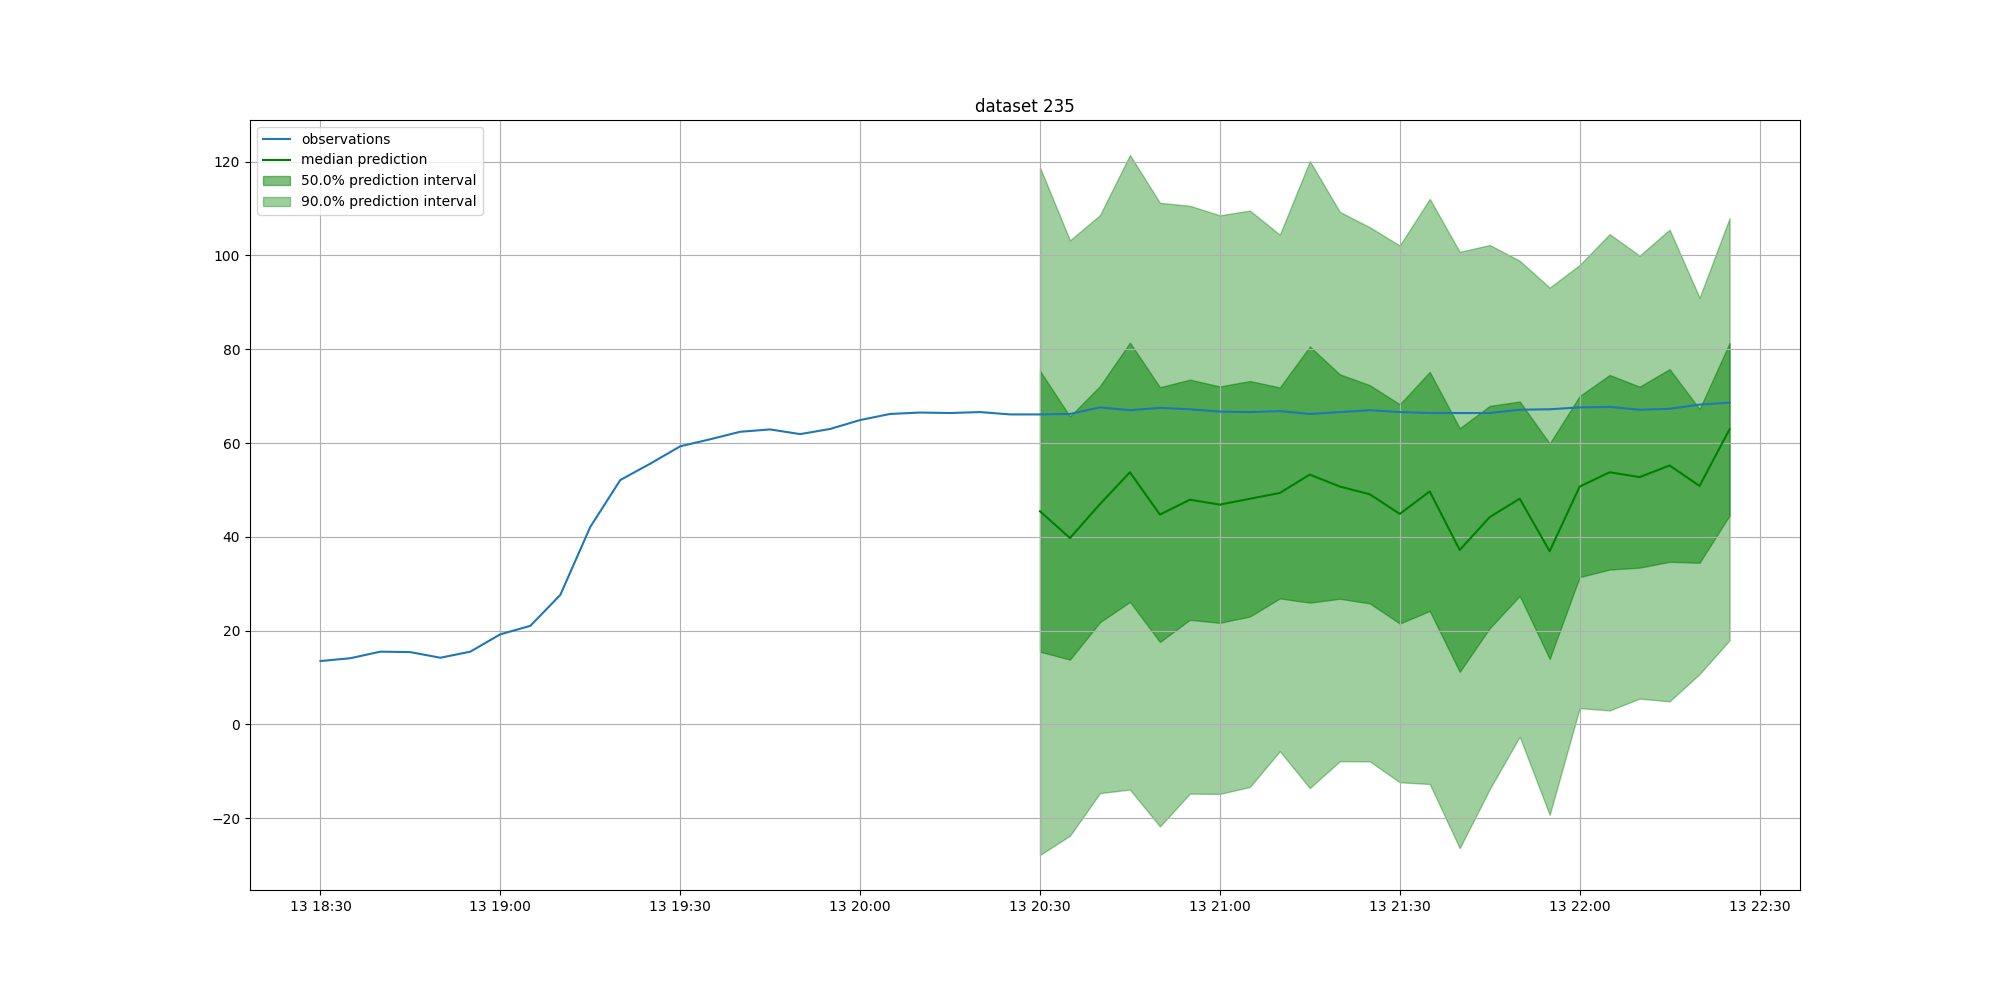 dataset 235
observations
median prediction
50.0% prediction interval
90.0% prediction interval
120
100
80
60
40
20
0
−20
13 18:30 13 19:00 13 19:30 13 20:00 13 20:30 13 21:00 13 21:30 13 22:00 13 22:30